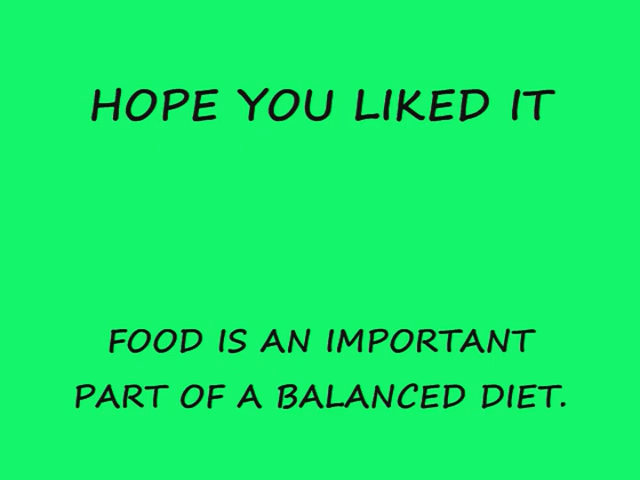 HOPE YOU LIKED IT
FOOD IS AN IMPORTANT
PART OF A BALANCED DIET.